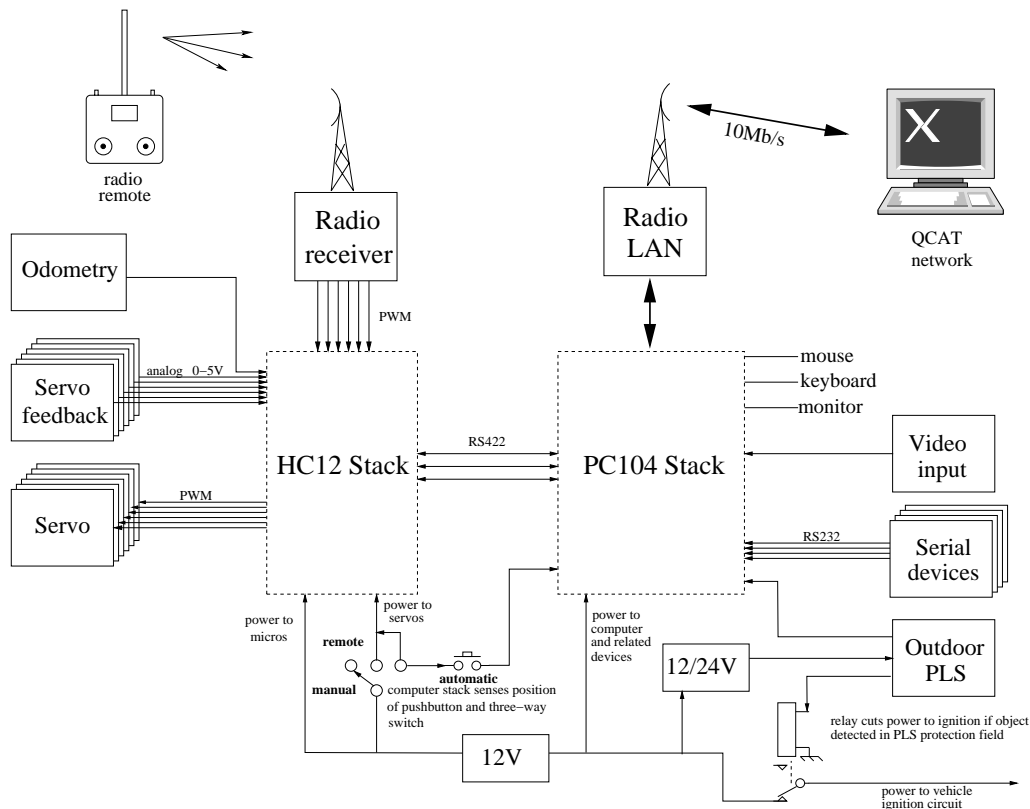 10Mb/s
radio
remote
Radio
receiver
Radio
LAN
X
QCAT
network
Odometry
PWM
Servo
feedback
analog 0−5V
mouse
keyboard
monitor
HC12 Stack
RS422
PC104 Stack
Video
input
Servo
PWM
RS232
Serial
devices
power to
micros
power to
servos
power to
computer
and related
devices
remote
manual
automatic
computer stack senses position
of pushbutton and three−way
switch
12/24V
Outdoor
PLS
12V
relay cuts power to ignition if object
detected in PLS protection field
power to vehicle
ignition circuit